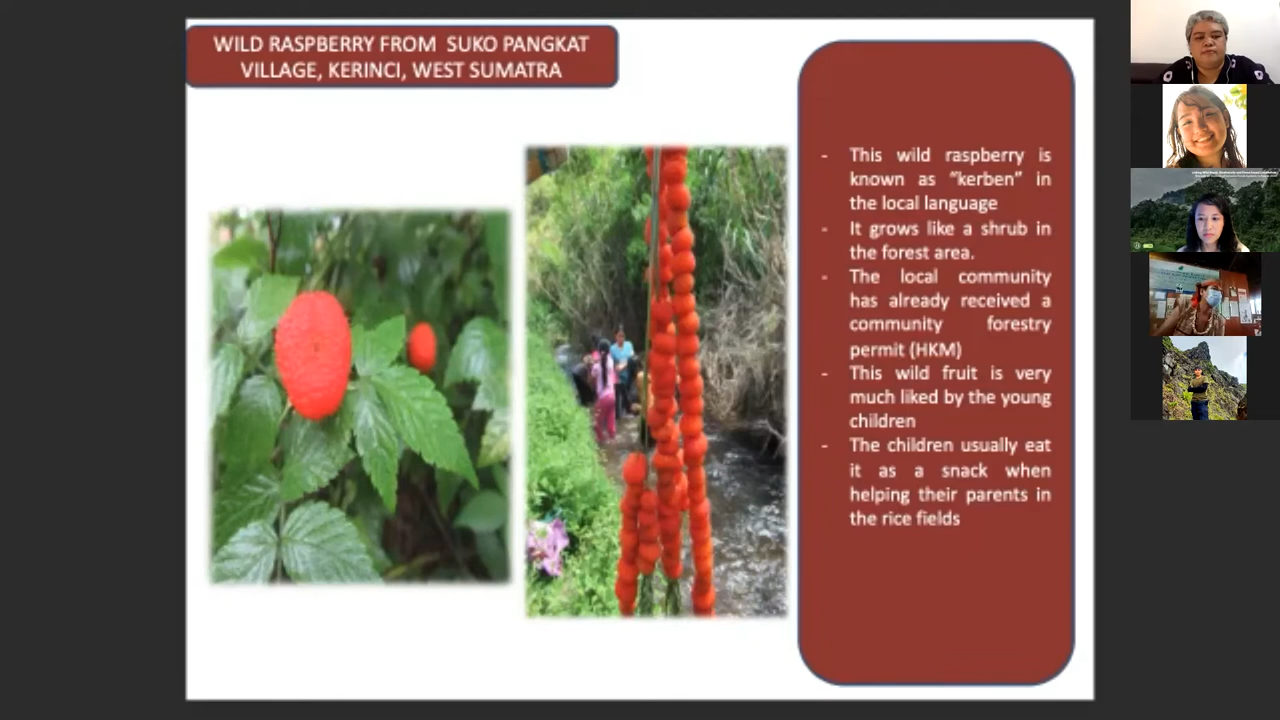 WILD RASPBERRY FROM SUKO PANGKAT
VILLAGE, KERINCI, WEST SUMATRA
- This wild raspberry is
known as "kerben" in
the local language
- It grows like a shrub in
the forest area.
- The local community
has already received a
community forestry
permit (HKM)
- This wild fruit is very
much liked by the young
children
- The children usually eat
it as a snack when
helping their parents in
the rice fields